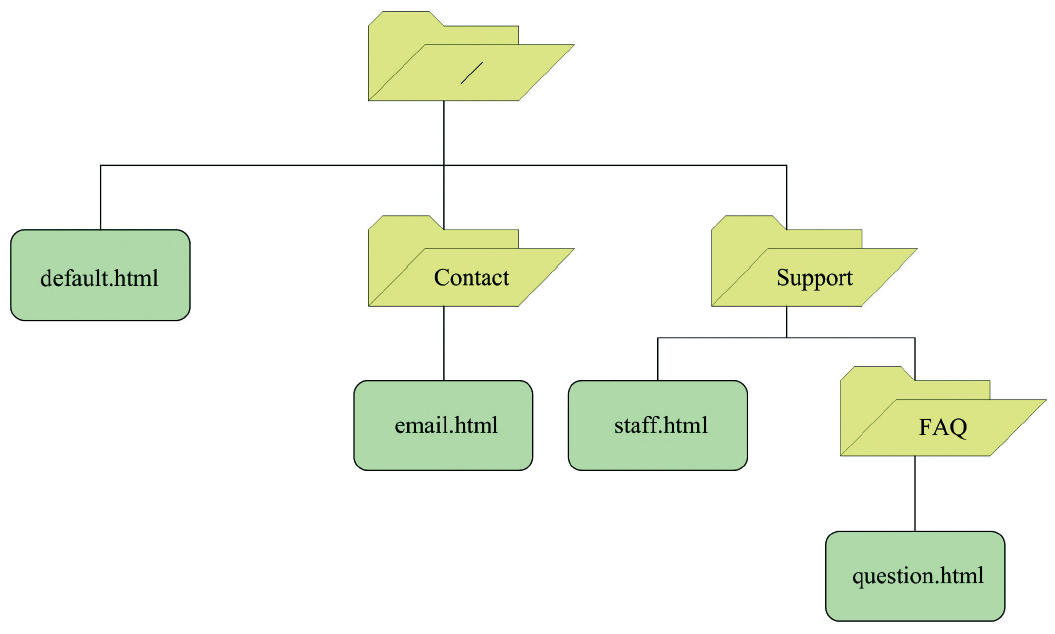 /
default.html
Contact
Support
email.html
staff.html
FAQ
question.html